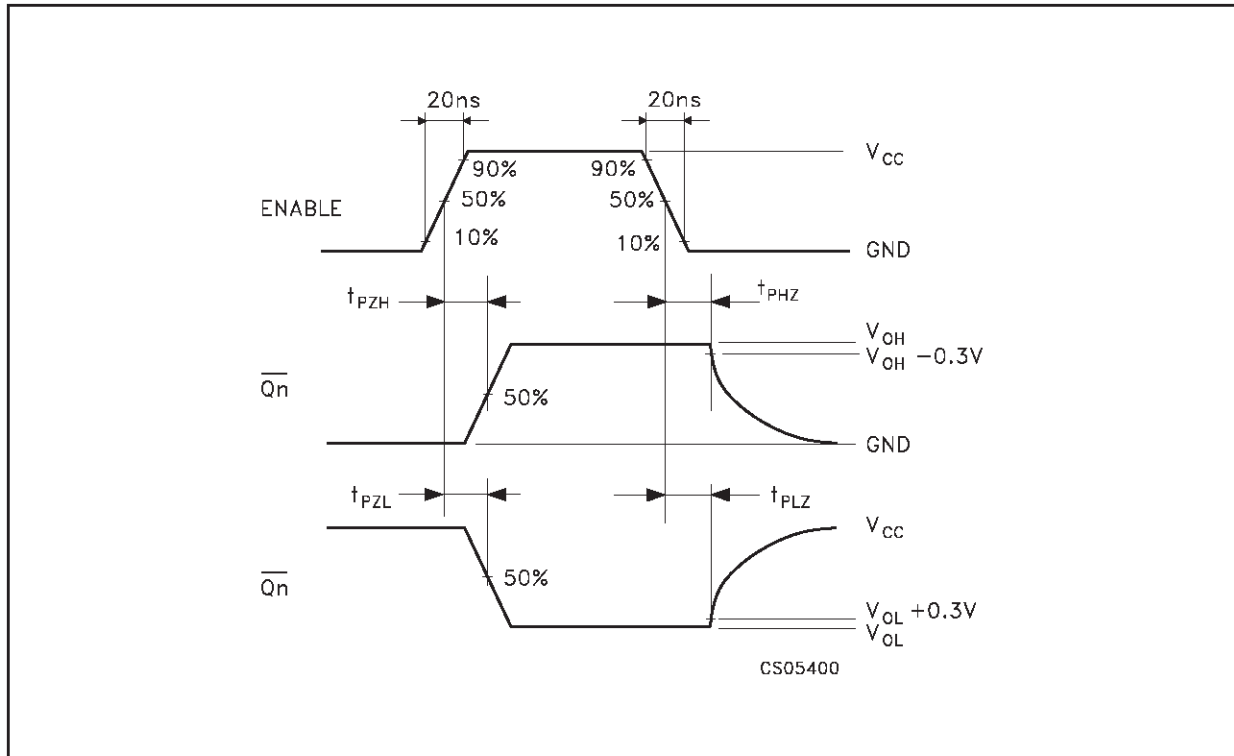 20ns
20ns
90%
90%
VCC
ENABLE
50%
50%
10%
10%
GND
tPZH
tPHZ
VOH
VOH −0.3V
Qn
50%
GND
tPZL
tPLZ
VCC
Qn
50%
VOL +0.3V
VOL
CS05400